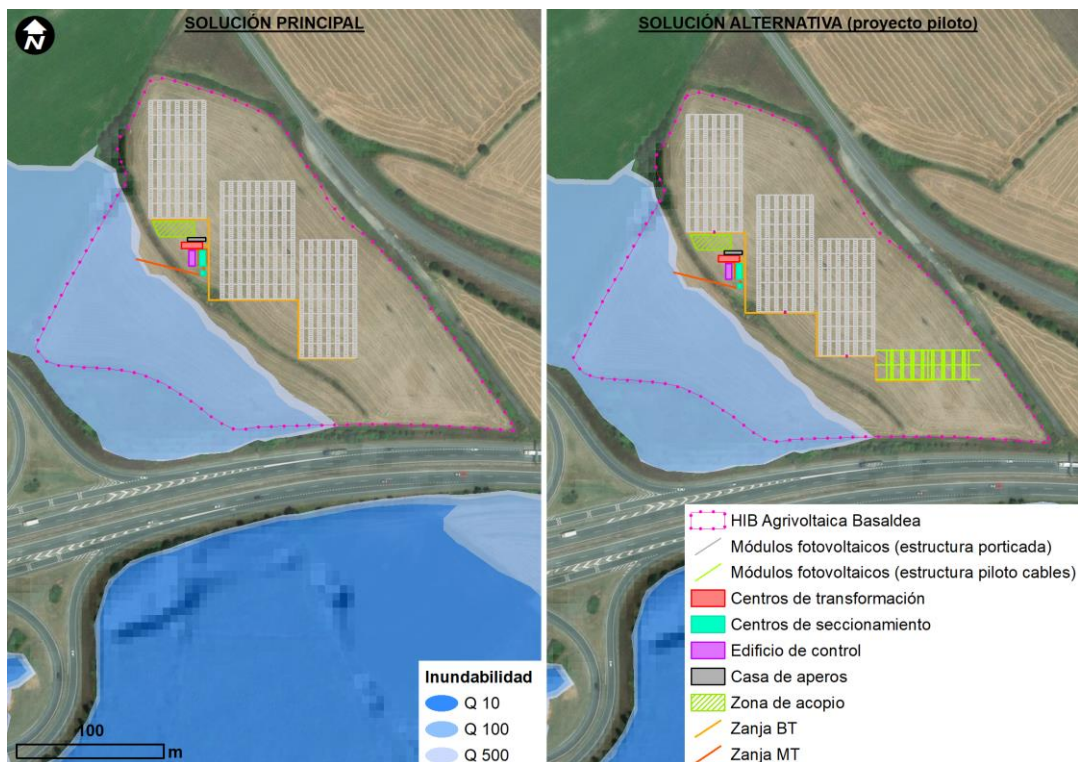 SOLUCIÓN PRINCIPAL
SOLUCIÓN ALTERNATIVA (proyecto piloto)
N
Inundabilidad
Q 10
Q 100
Q 500
100
m
HIB Agrivoltaica Basaldea
Módulos fotovoltaicos (estructura porticada)
Módulos fotovoltaicos (estructura piloto cables)
Centros de transformación
Centros de seccionamiento
Edificio de control
Casa de aperos
Zona de acopio
Zanja BT
Zanja MT